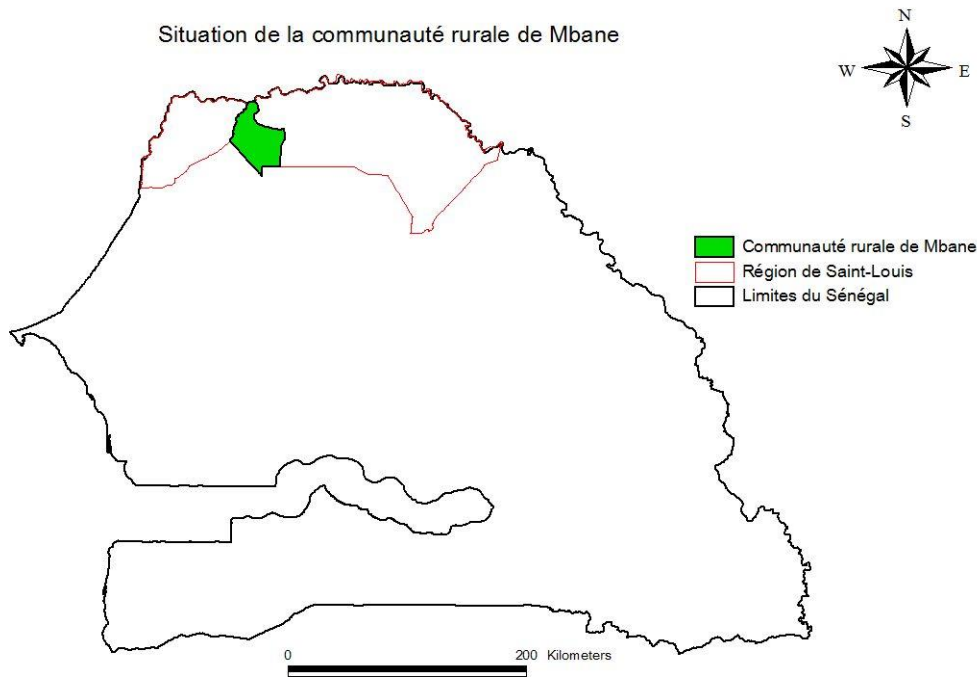 Situation de la communauté rurale de Mbane
N
W E
S
Communauté rurale de Mbane
Région de Saint-Louis
Limites du Sénégal
0 200 Kilometers